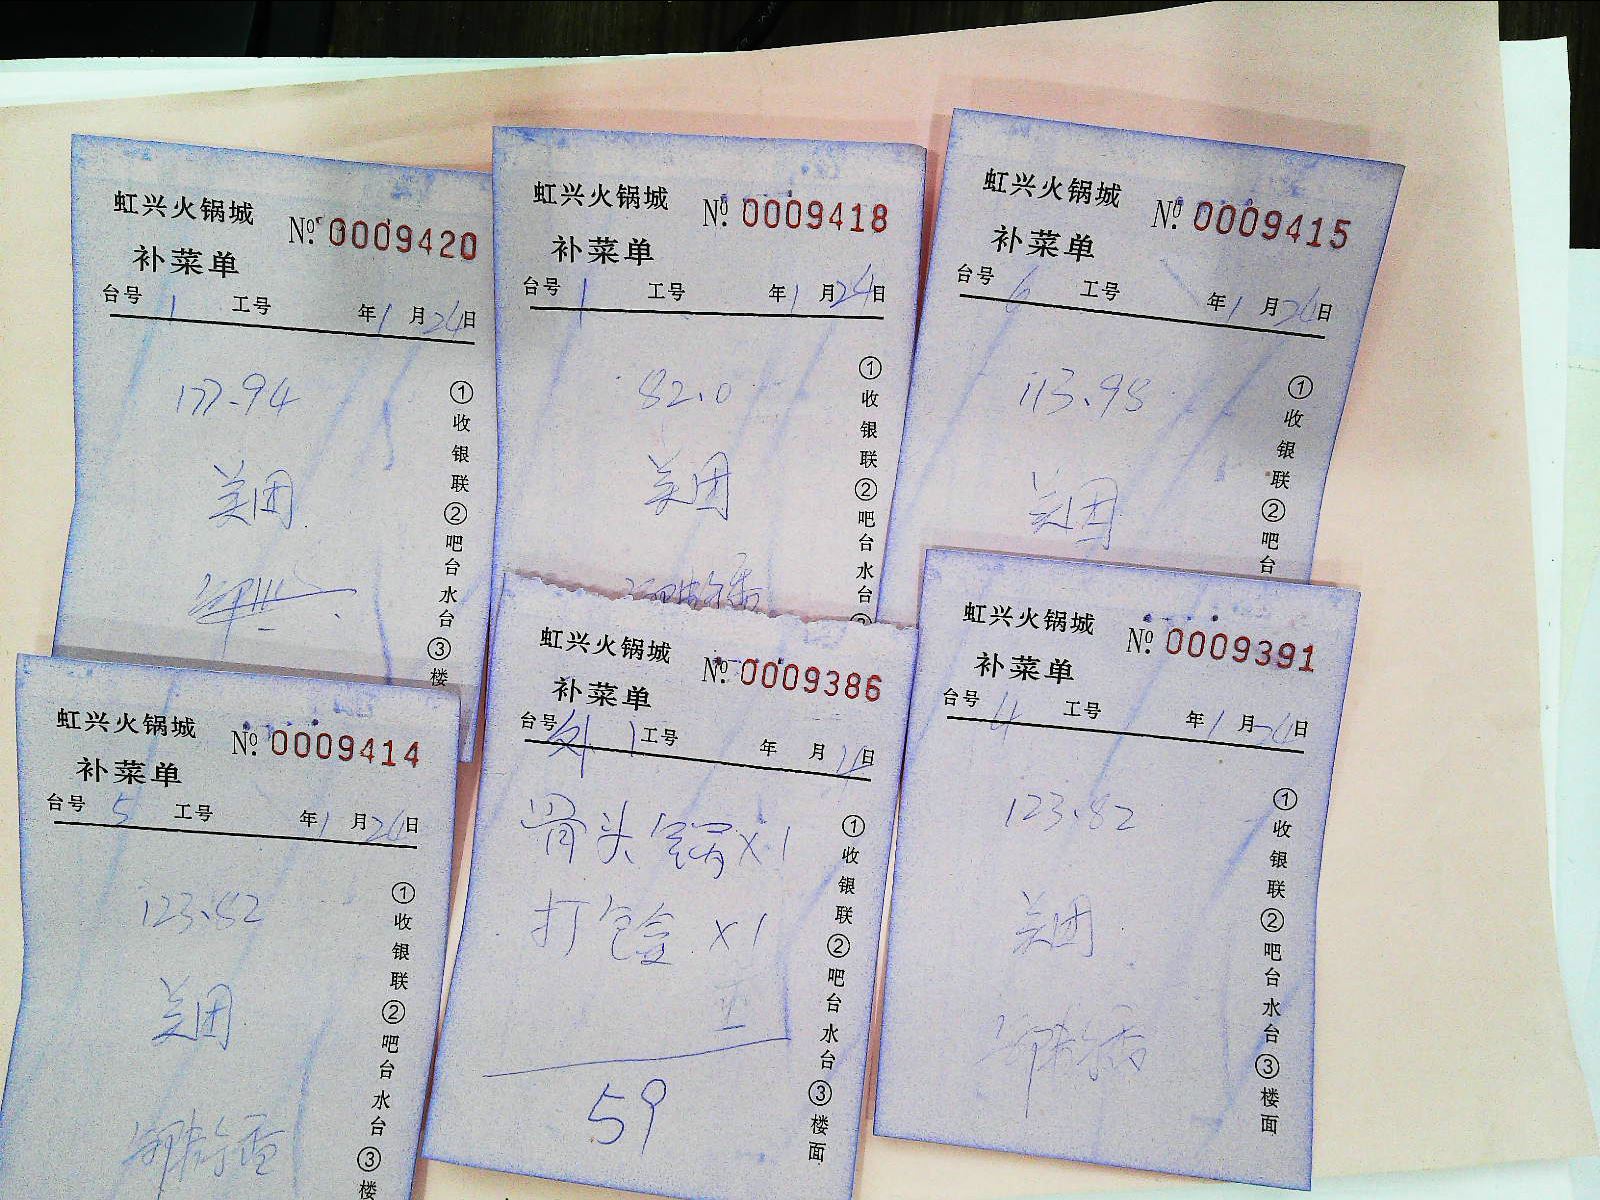 虹兴火锅城 №. 0009420
补菜单
台号 1 工号 年 1 月 24 日
177.94
美团
①收银联②吧台水台③楼
虹兴火锅城 №. 0009418
补菜单
台号 1 工号 年 1 月 24 日
82.0
美团
①收银联②吧台水台③
虹兴火锅城 №. 0009415
补菜单
台号 6 工号 年 1 月 24 日
113.98
美团
①收银联②吧台
虹兴火锅城 №. 0009414
补菜单
台号 5 工号 年 1 月 24 日
123.82
美团
①收银联②吧台水台③楼
虹兴火锅城 №. 0009386
补菜单
台号 外 1 工号 年 月 日
骨头锅 X1
打包盒 X1
59
①收银联②吧台水台③楼面
虹兴火锅城 №. 0009391
补菜单
台号 4 工号 年 1 月 24 日
123.82
美团
①收银联②吧台水台③楼面